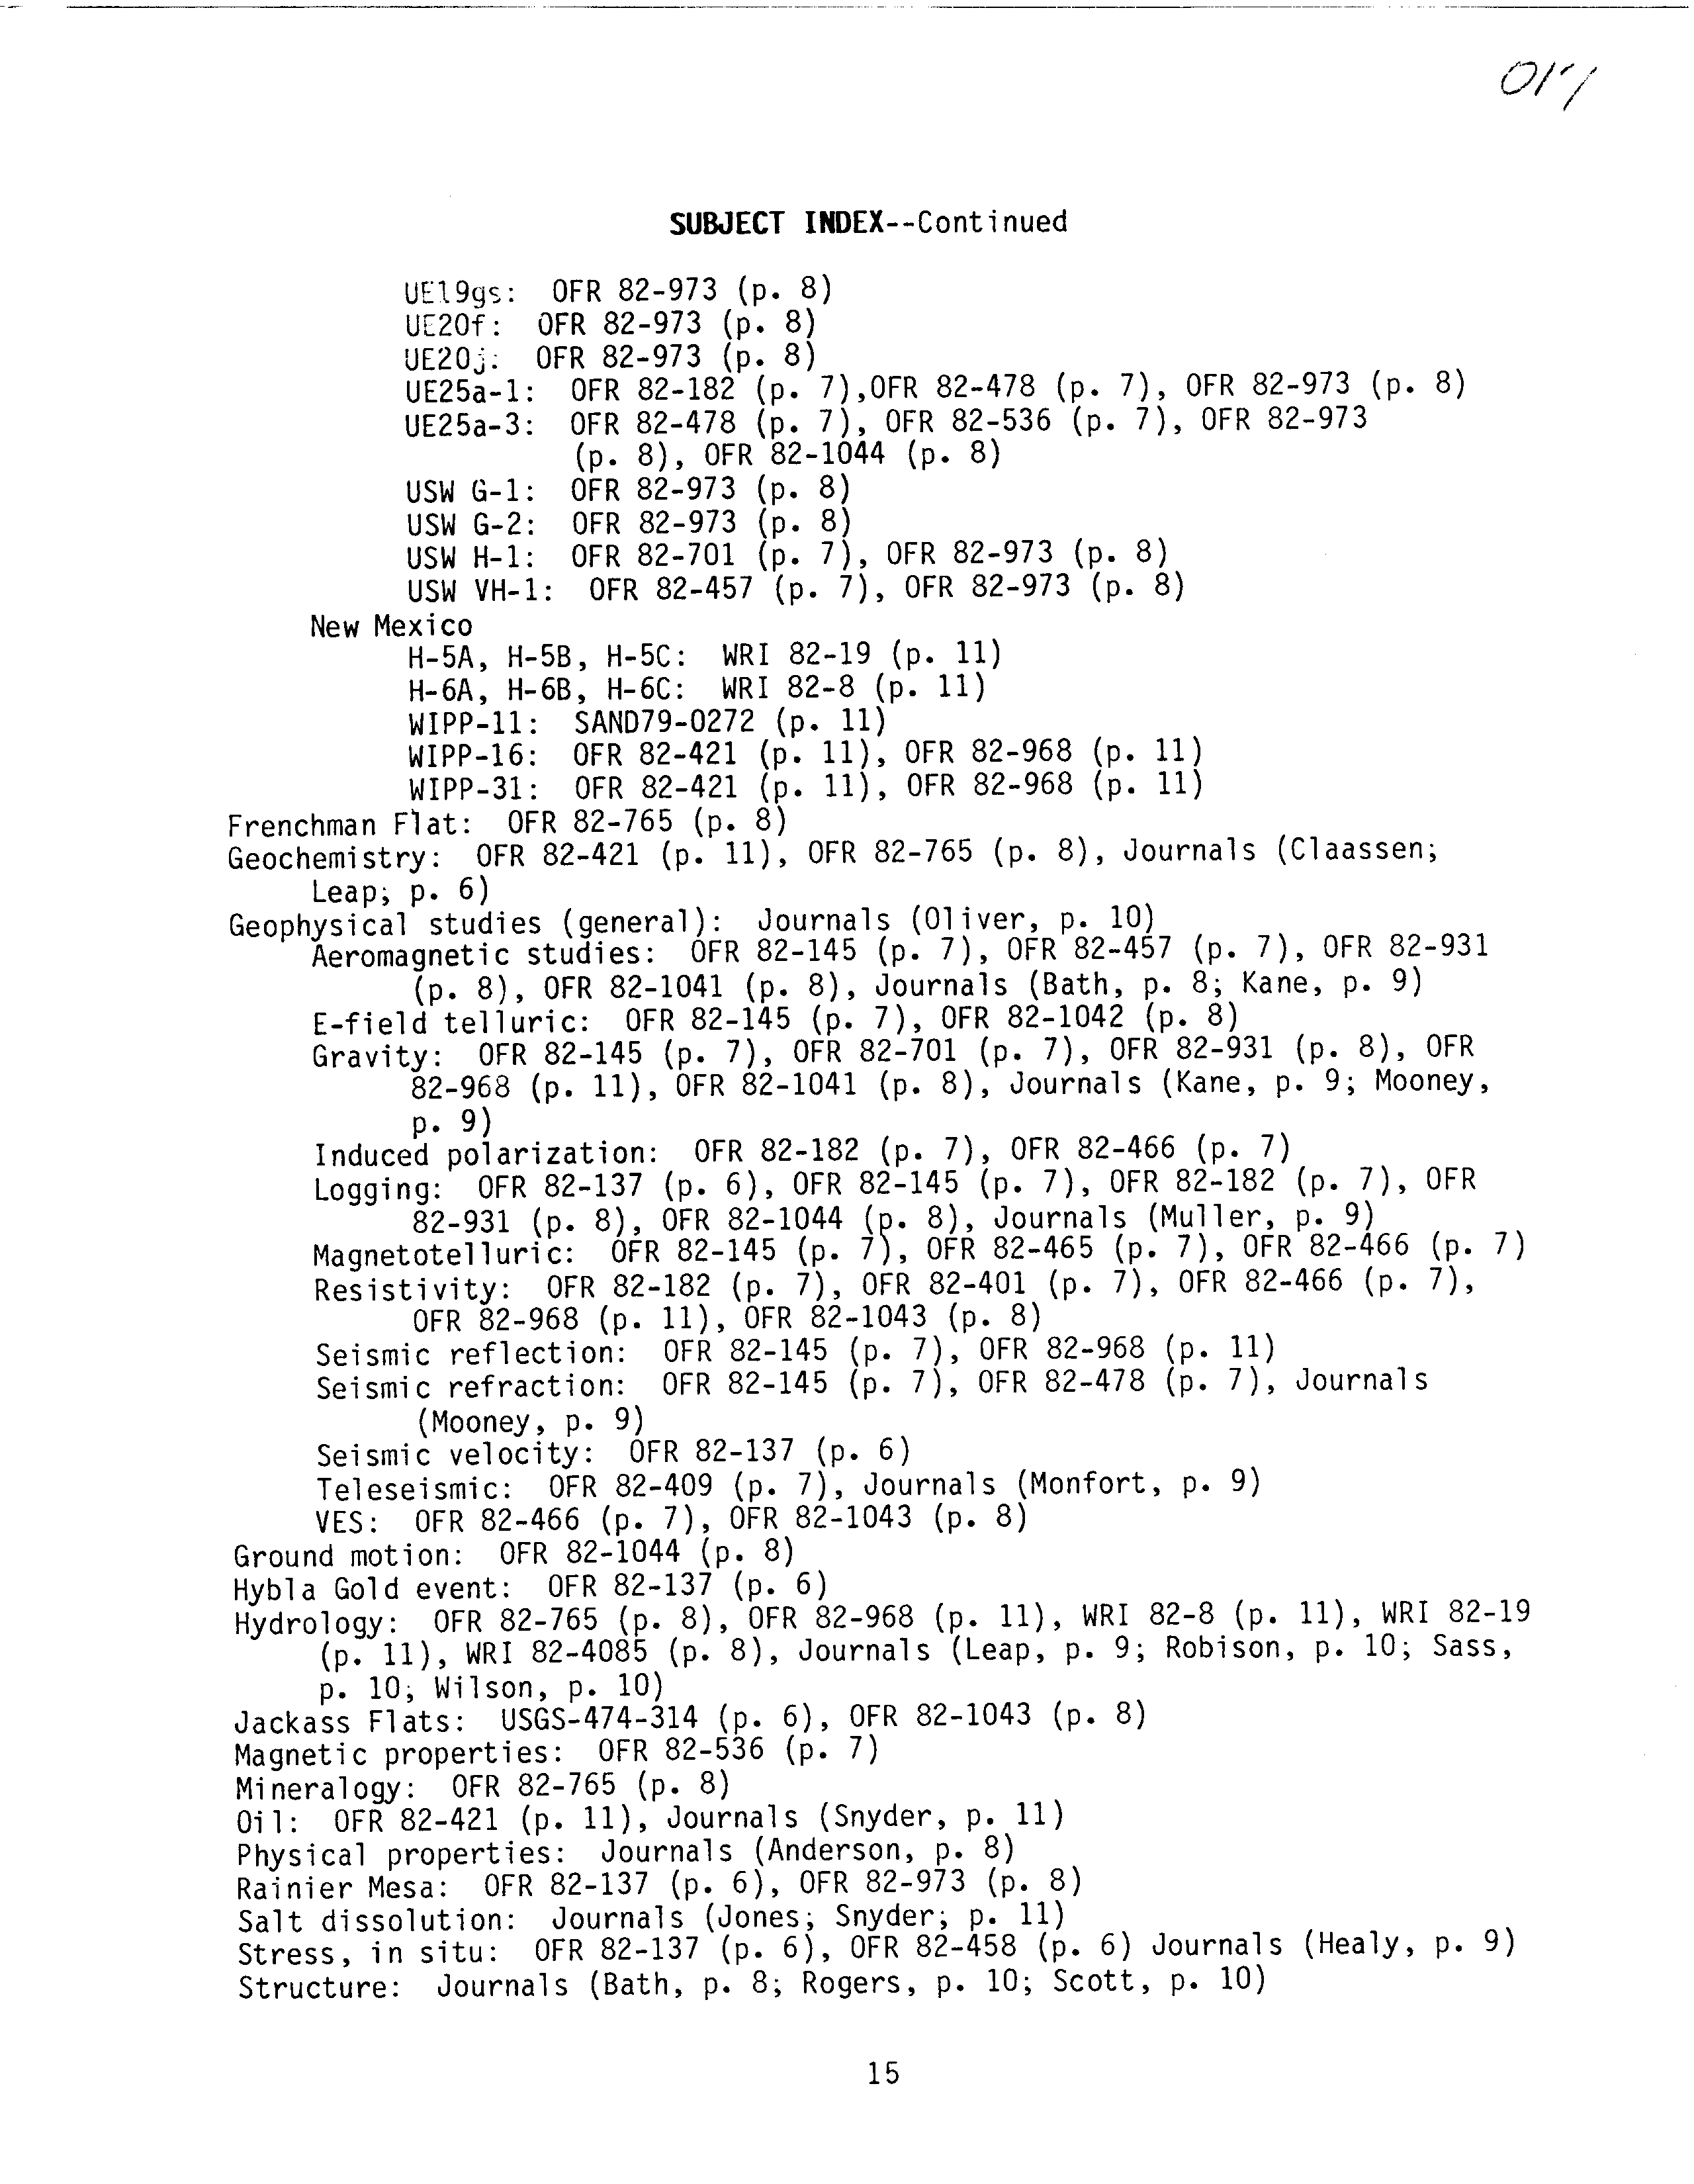 SUBJECT INDEX--Continued
UE19gs: OFR 82-973 (p. 8)
UE20f: OFR 82-973 (p. 8)
UE20j: OFR 82-973 (p. 8)
UE25a-1: OFR 82-182 (p. 7),OFR 82-478 (p. 7), OFR 82-973 (p. 8)
UE25a-3: OFR 82-478 (p. 7), OFR 82-536 (p. 7), OFR 82-973
(p. 8), OFR 82-1044 (p. 8)
USW G-1: OFR 82-973 (p. 8)
USW G-2: OFR 82-973 (p. 8)
USW H-1: OFR 82-701 (p. 7), OFR 82-973 (p. 8)
USW VH-1: OFR 82-457 (p. 7), OFR 82-973 (p. 8)
New Mexico
H-5A, H-5B, H-5C: WRI 82-19 (p. 11)
H-6A, H-6B, H-6C: WRI 82-8 (p. 11)
WIPP-11: SAND79-0272 (p. 11)
WIPP-16: OFR 82-421 (p. 11), OFR 82-968 (p. 11)
WIPP-31: OFR 82-421 (p. 11), OFR 82-968 (p. 11)
Frenchman Flat: OFR 82-765 (p. 8)
Geochemistry: OFR 82-421 (p. 11), OFR 82-765 (p. 8), Journals (Claassen;
Leap; p. 6)
Geophysical studies (general): Journals (Oliver, p. 10)
Aeromagnetic studies: OFR 82-145 (p. 7), OFR 82-457 (p. 7), OFR 82-931
(p. 8), OFR 82-1041 (p. 8), Journals (Bath, p. 8; Kane, p. 9)
E-field telluric: OFR 82-145 (p. 7), OFR 82-1042 (p. 8)
Gravity: OFR 82-145 (p. 7), OFR 82-701 (p. 7), OFR 82-931 (p. 8), OFR
82-968 (p. 11), OFR 82-1041 (p. 8), Journals (Kane, p. 9; Mooney,
p. 9)
Induced polarization: OFR 82-182 (p. 7), OFR 82-466 (p. 7)
Logging: OFR 82-137 (p. 6), OFR 82-145 (p. 7), OFR 82-182 (p. 7), OFR
82-931 (p. 8), OFR 82-1044 (p. 8), Journals (Muller, p. 9)
Magnetotelluric: OFR 82-145 (p. 7), OFR 82-465 (p. 7), OFR 82-466 (p. 7)
Resistivity: OFR 82-182 (p. 7), OFR 82-401 (p. 7), OFR 82-466 (p. 7),
OFR 82-968 (p. 11), OFR 82-1043 (p. 8)
Seismic reflection: OFR 82-145 (p. 7), OFR 82-968 (p. 11)
Seismic refraction: OFR 82-145 (p. 7), OFR 82-478 (p. 7), Journals
(Mooney, p. 9)
Seismic velocity: OFR 82-137 (p. 6)
Teleseismic: OFR 82-409 (p. 7), Journals (Monfort, p. 9)
VES: OFR 82-466 (p. 7), OFR 82-1043 (p. 8)
Ground motion: OFR 82-1044 (p. 8)
Hybla Gold event: OFR 82-137 (p. 6)
Hydrology: OFR 82-765 (p. 8), OFR 82-968 (p. 11), WRI 82-8 (p. 11), WRI 82-19
(p. 11), WRI 82-4085 (p. 8), Journals (Leap, p. 9; Robison, p. 10; Sass,
p. 10; Wilson, p. 10)
Jackass Flats: USGS-474-314 (p. 6), OFR 82-1043 (p. 8)
Magnetic properties: OFR 82-536 (p. 7)
Mineralogy: OFR 82-765 (p. 8)
Oil: OFR 82-421 (p. 11), Journals (Snyder, p. 11)
Physical properties: Journals (Anderson, p. 8)
Rainier Mesa: OFR 82-137 (p. 6), OFR 82-973 (p. 8)
Salt dissolution: Journals (Jones; Snyder; p. 11)
Stress, in situ: OFR 82-137 (p. 6), OFR 82-458 (p. 6) Journals (Healy, p. 9)
Structure: Journals (Bath, p. 8; Rogers, p. 10; Scott, p. 10)
15